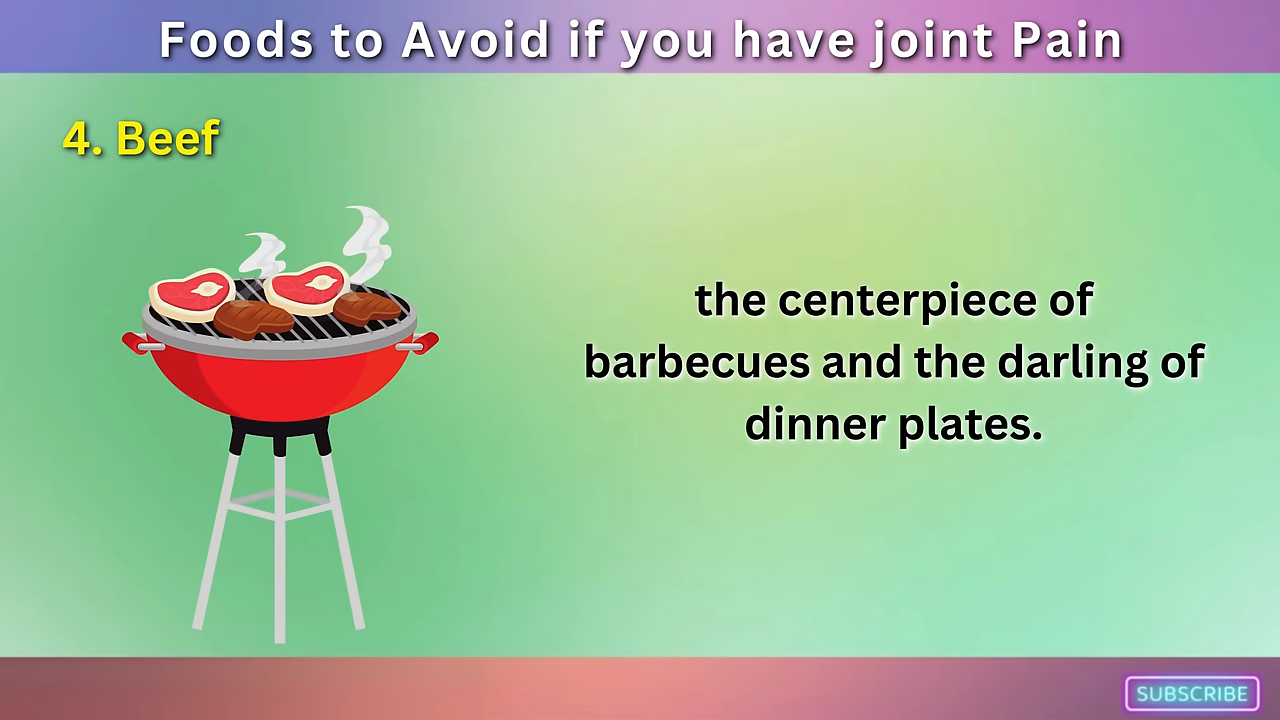 Foods to Avoid if you have joint Pain
4. Beef
the centerpiece of
barbecues and the darling of
dinner plates.
SUBSCRIBE